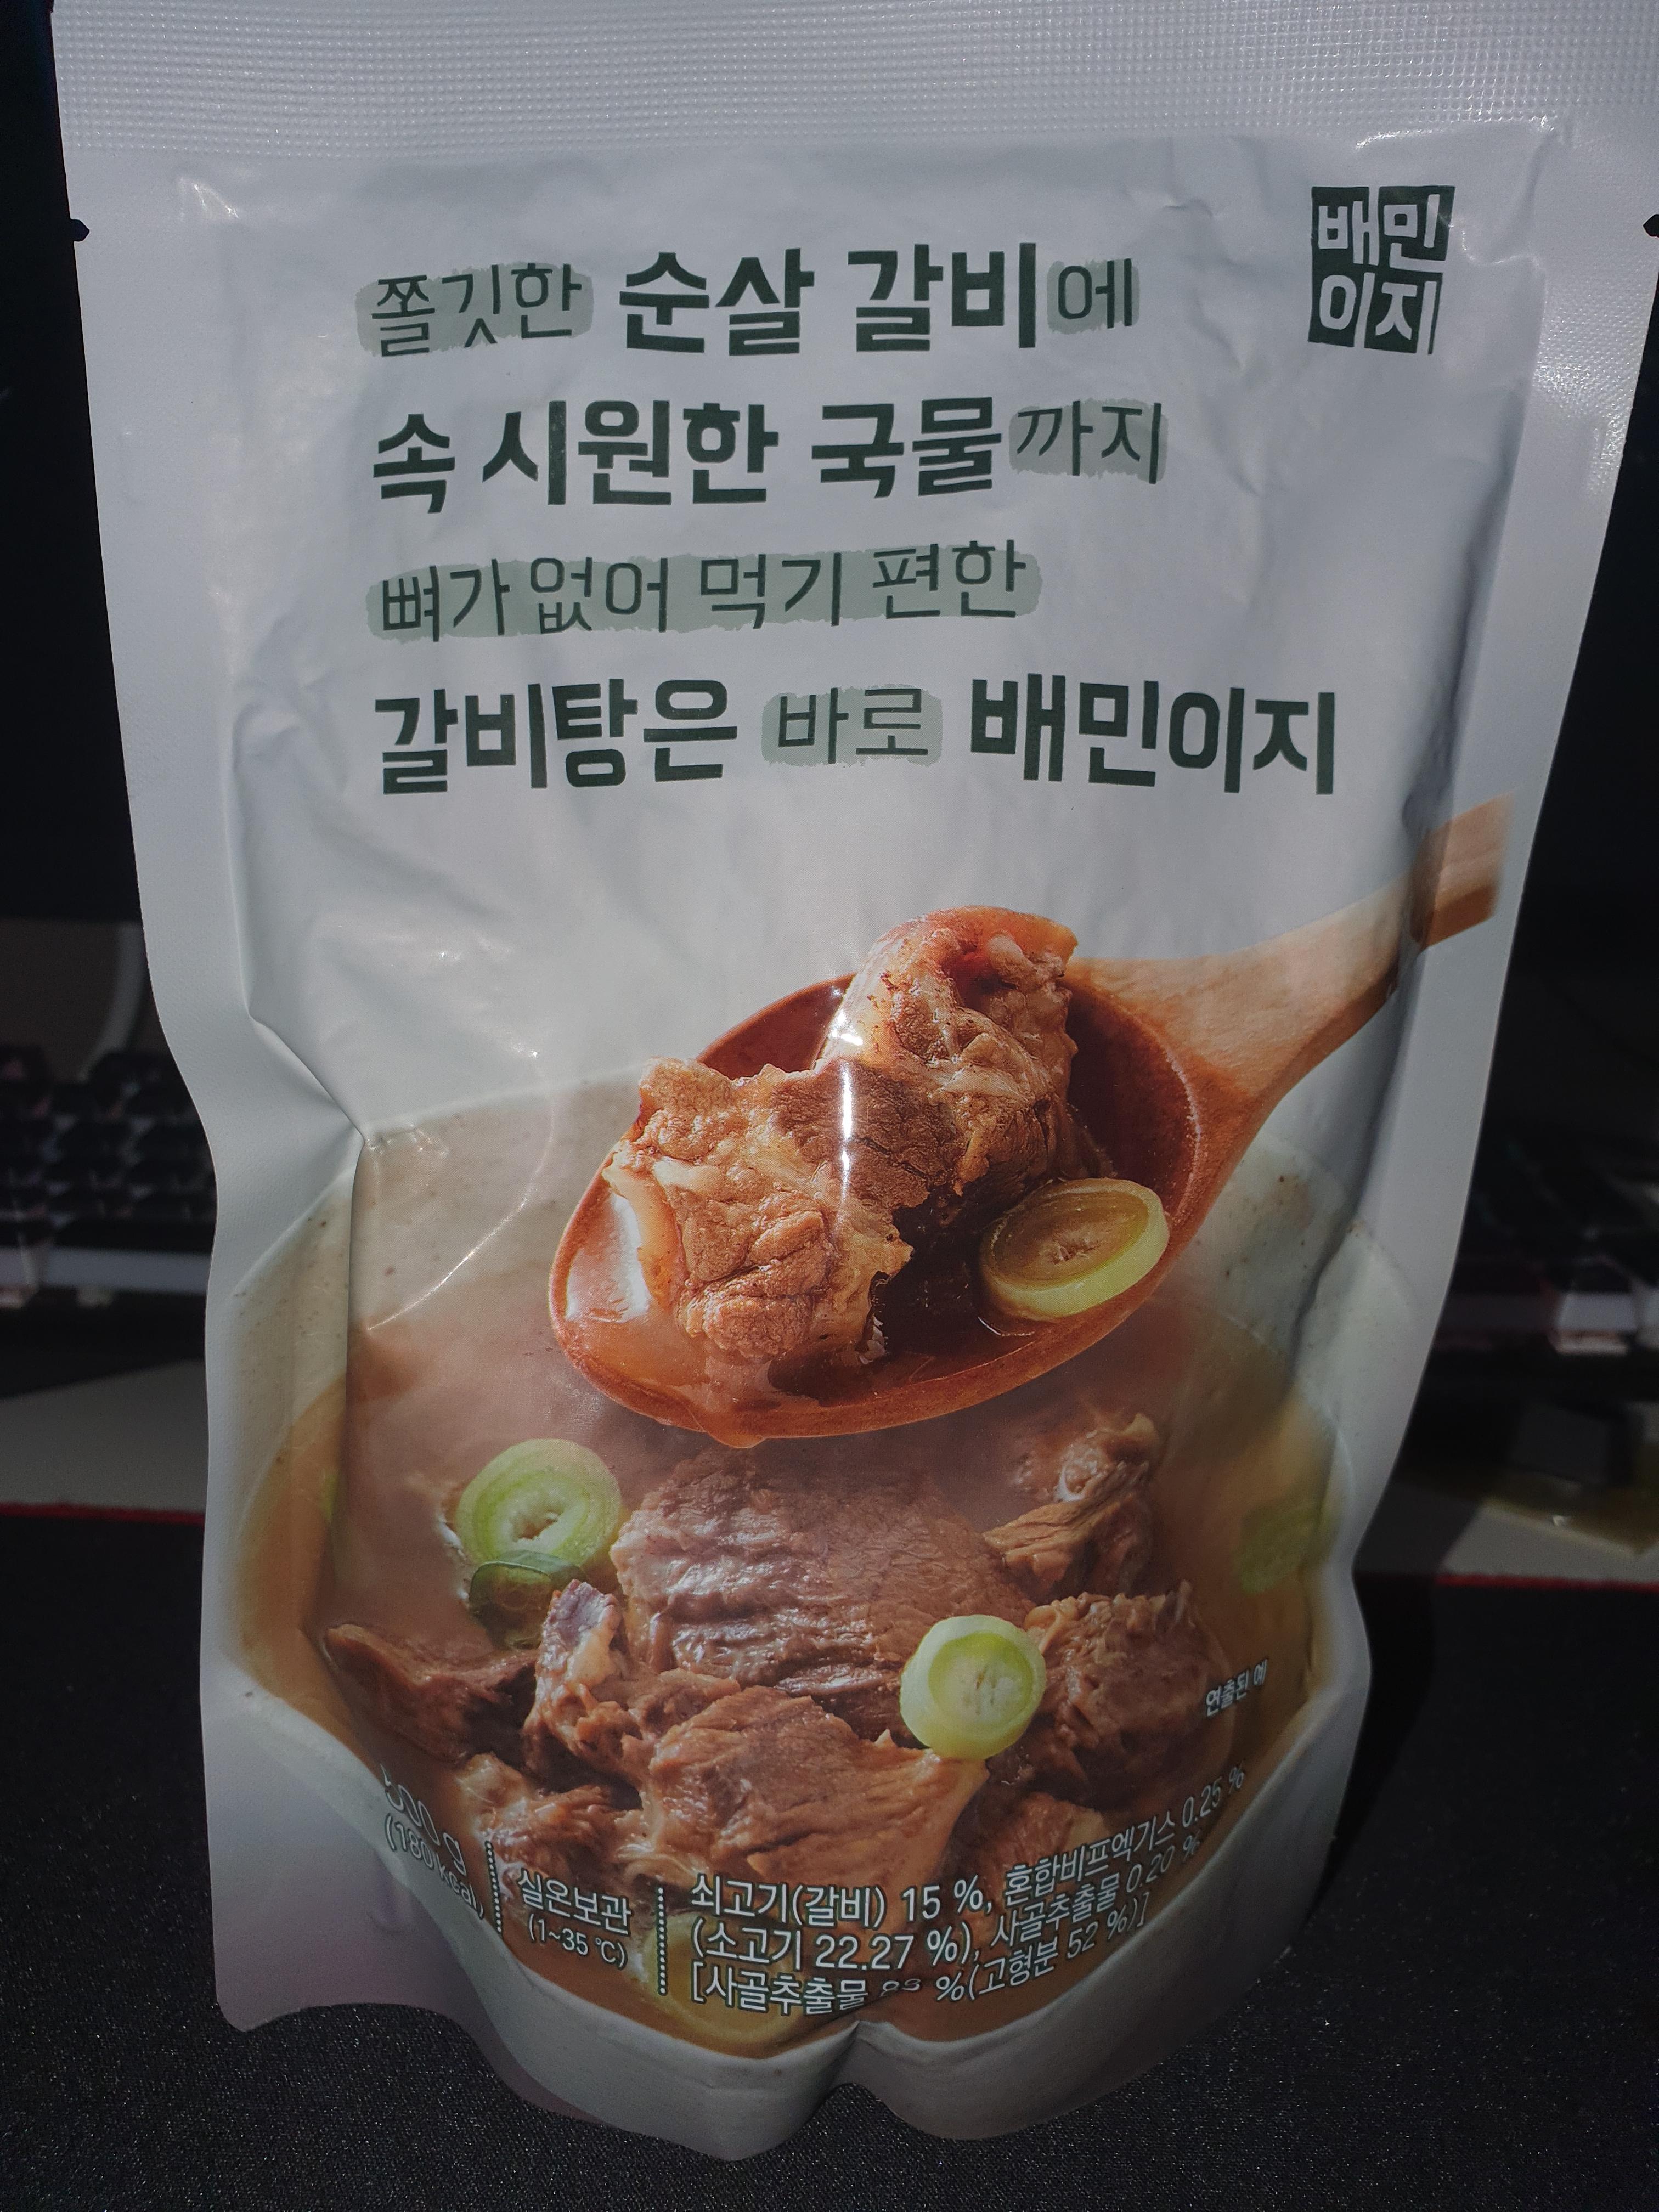 쫄깃한 순살 갈비에
배민
이지
속 시원한 국물까지
뼈가 없어 먹기 편한
갈비탕은 바로 배민이지
연출된 예
500 g
(180 kcal)
실온보관
(1~35 ℃)
쇠고기(갈비) 15 %, 혼합비프엑기스 0.25 %
(소고기 22.27 %), 사골추출물 0.20 %
[사골추출물 %(고형분 52 %)]